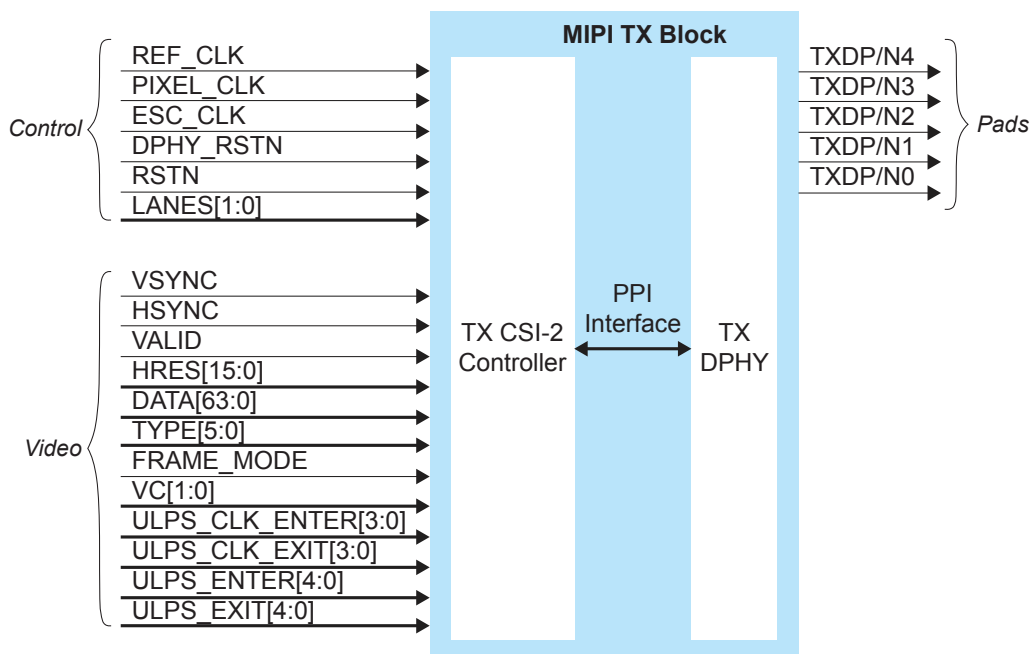 MIPI TX Block
Control
REF_CLK
PIXEL_CLK
ESC_CLK
DPHY_RSTN
RSTN
LANES[1:0]
Video
VSYNC
HSYNC
VALID
HRES[15:0]
DATA[63:0]
TYPE[5:0]
FRAME_MODE
VC[1:0]
ULPS_CLK_ENTER[3:0]
ULPS_CLK_EXIT[3:0]
ULPS_ENTER[4:0]
ULPS_EXIT[4:0]
TX CSI-2
Controller
PPI
Interface
TX
DPHY
TXDP/N4
TXDP/N3
TXDP/N2
TXDP/N1
TXDP/N0
Pads